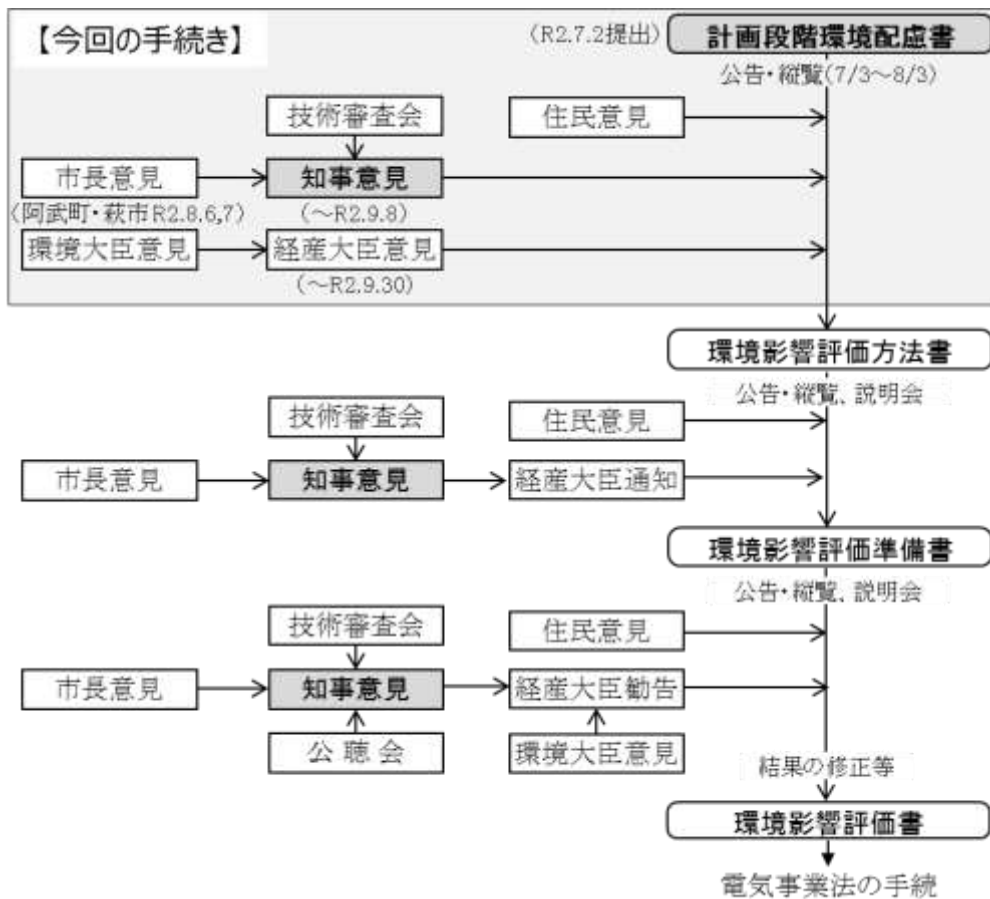 【今回の手続き】
（R2.7.2提出） 計画段階環境配慮書
公告・縦覧(7/3～8/3)
技術審査会 住民意見
市長意見 知事意見
（阿武町・萩市R2.8.6,7） （～R2.9.8）
環境大臣意見 経産大臣意見
（～R2.9.30）
環境影響評価方法書
公告・縦覧、説明会
技術審査会 住民意見
市長意見 知事意見 経産大臣通知
環境影響評価準備書
公告・縦覧、説明会
技術審査会 住民意見
市長意見 知事意見 経産大臣勧告
公聴会 環境大臣意見
結果の修正等
環境影響評価書
電気事業法の手続